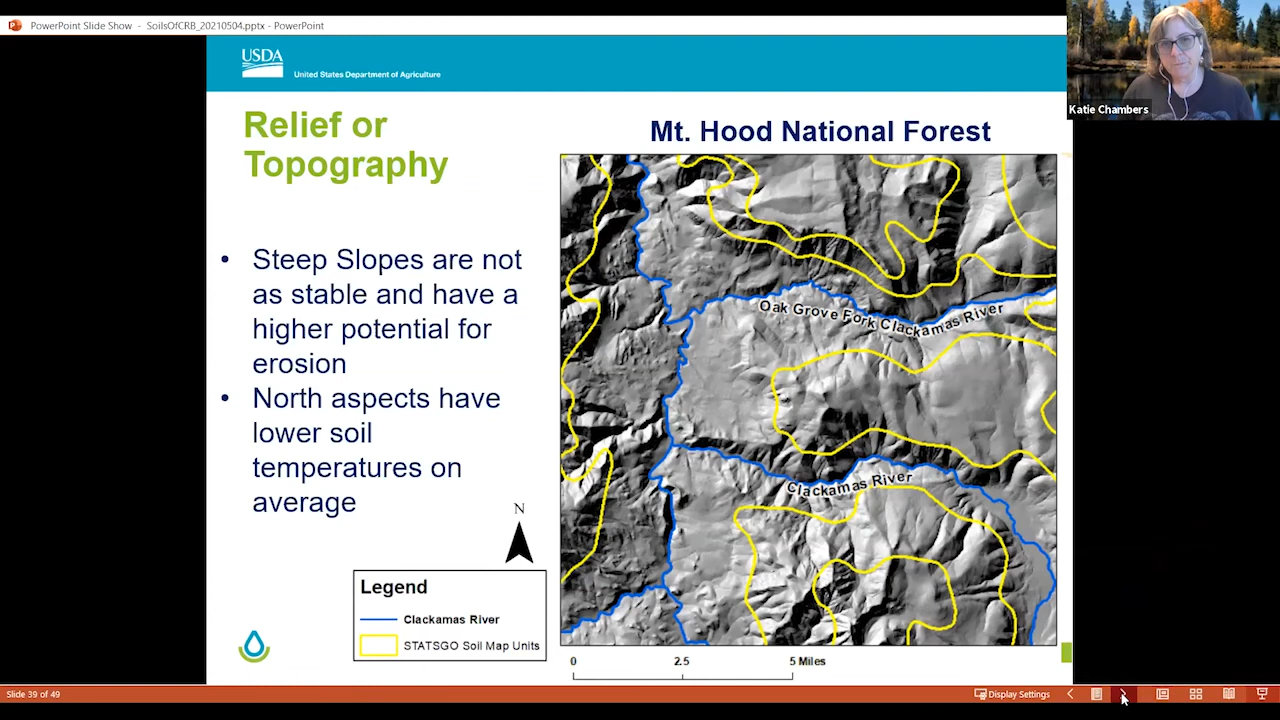 PowerPoint Slide Show - SoilsOfCRB_20210504.pptx - PowerPoint
USDA
United States Department of Agriculture
Katie Chambers
Relief or
Topography
Mt. Hood National Forest
• Steep Slopes are not
as stable and have a
higher potential for
erosion
• North aspects have
lower soil
temperatures on
average
Oak Grove Fork Clackamas River
Clackamas River
N
Legend
Clackamas River
STATSGO Soil Map Units
0 2.5 5 Miles
Slide 39 of 49
Display Settings